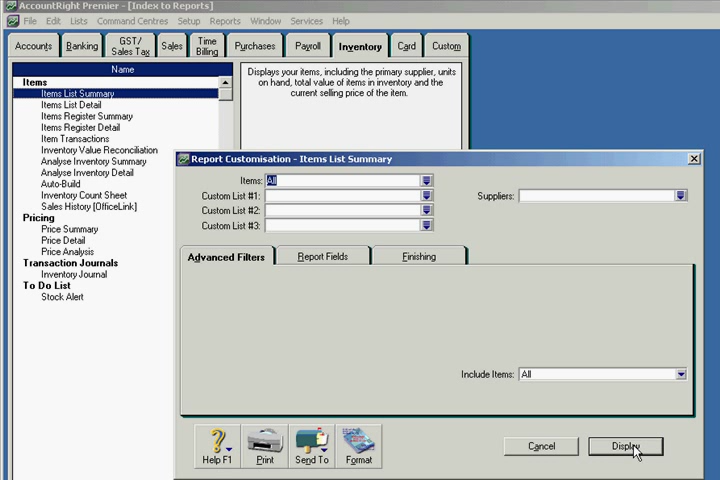 AccountRight Premier - [Index to Reports]
File Edit Lists Command Centres Setup Reports Window Services Help
Accounts Banking GST/ Sales Tax Sales Time Billing Purchases Payroll Inventory Card Custom
Name
Items
Items List Summary
Items List Detail
Items Register Summary
Items Register Detail
Item Transactions
Inventory Value Reconciliation
Analyse Inventory Summary
Analyse Inventory Detail
Auto-Build
Inventory Count Sheet
Sales History [OfficeLink]
Pricing
Price Summary
Price Detail
Price Analysis
Transaction Journals
Inventory Journal
To Do List
Stock Alert
Displays your items, including the primary supplier, units
on hand, total value of items in inventory and the
current selling price of the item.
Report Customisation - Items List Summary
Items: All
Custom List #1: Suppliers:
Custom List #2:
Custom List #3:
Advanced Filters Report Fields Finishing
Include Items: All
Help F1 Print Send To Format Cancel Display